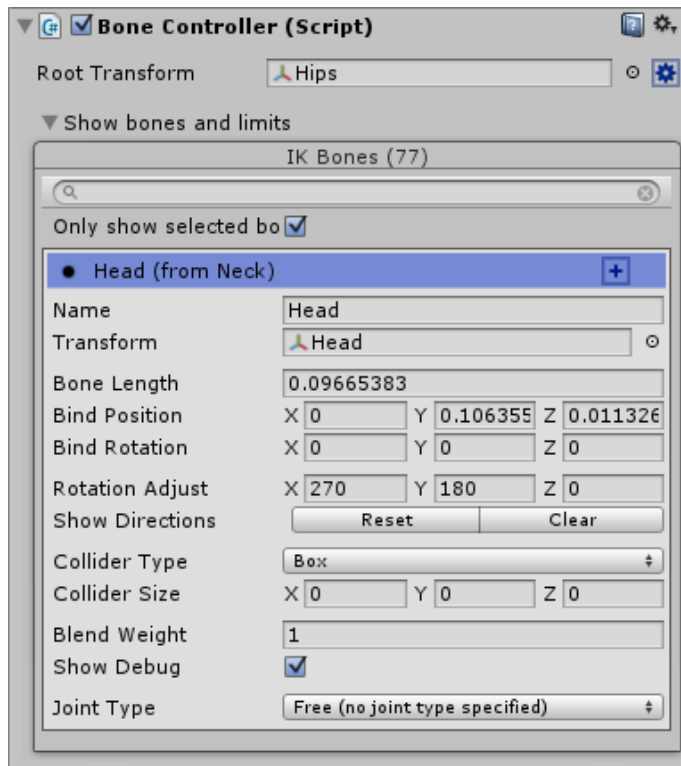 Bone Controller (Script)
Root Transform Hips
Show bones and limits
IK Bones (77)
Only show selected bo
Head (from Neck) +
Name Head
Transform Head
Bone Length 0.09665383
Bind Position X 0 Y 0.106355 Z 0.011326
Bind Rotation X 0 Y 0 Z 0
Rotation Adjust X 270 Y 180 Z 0
Show Directions Reset Clear
Collider Type Box
Collider Size X 0 Y 0 Z 0
Blend Weight 1
Show Debug
Joint Type Free (no joint type specified)